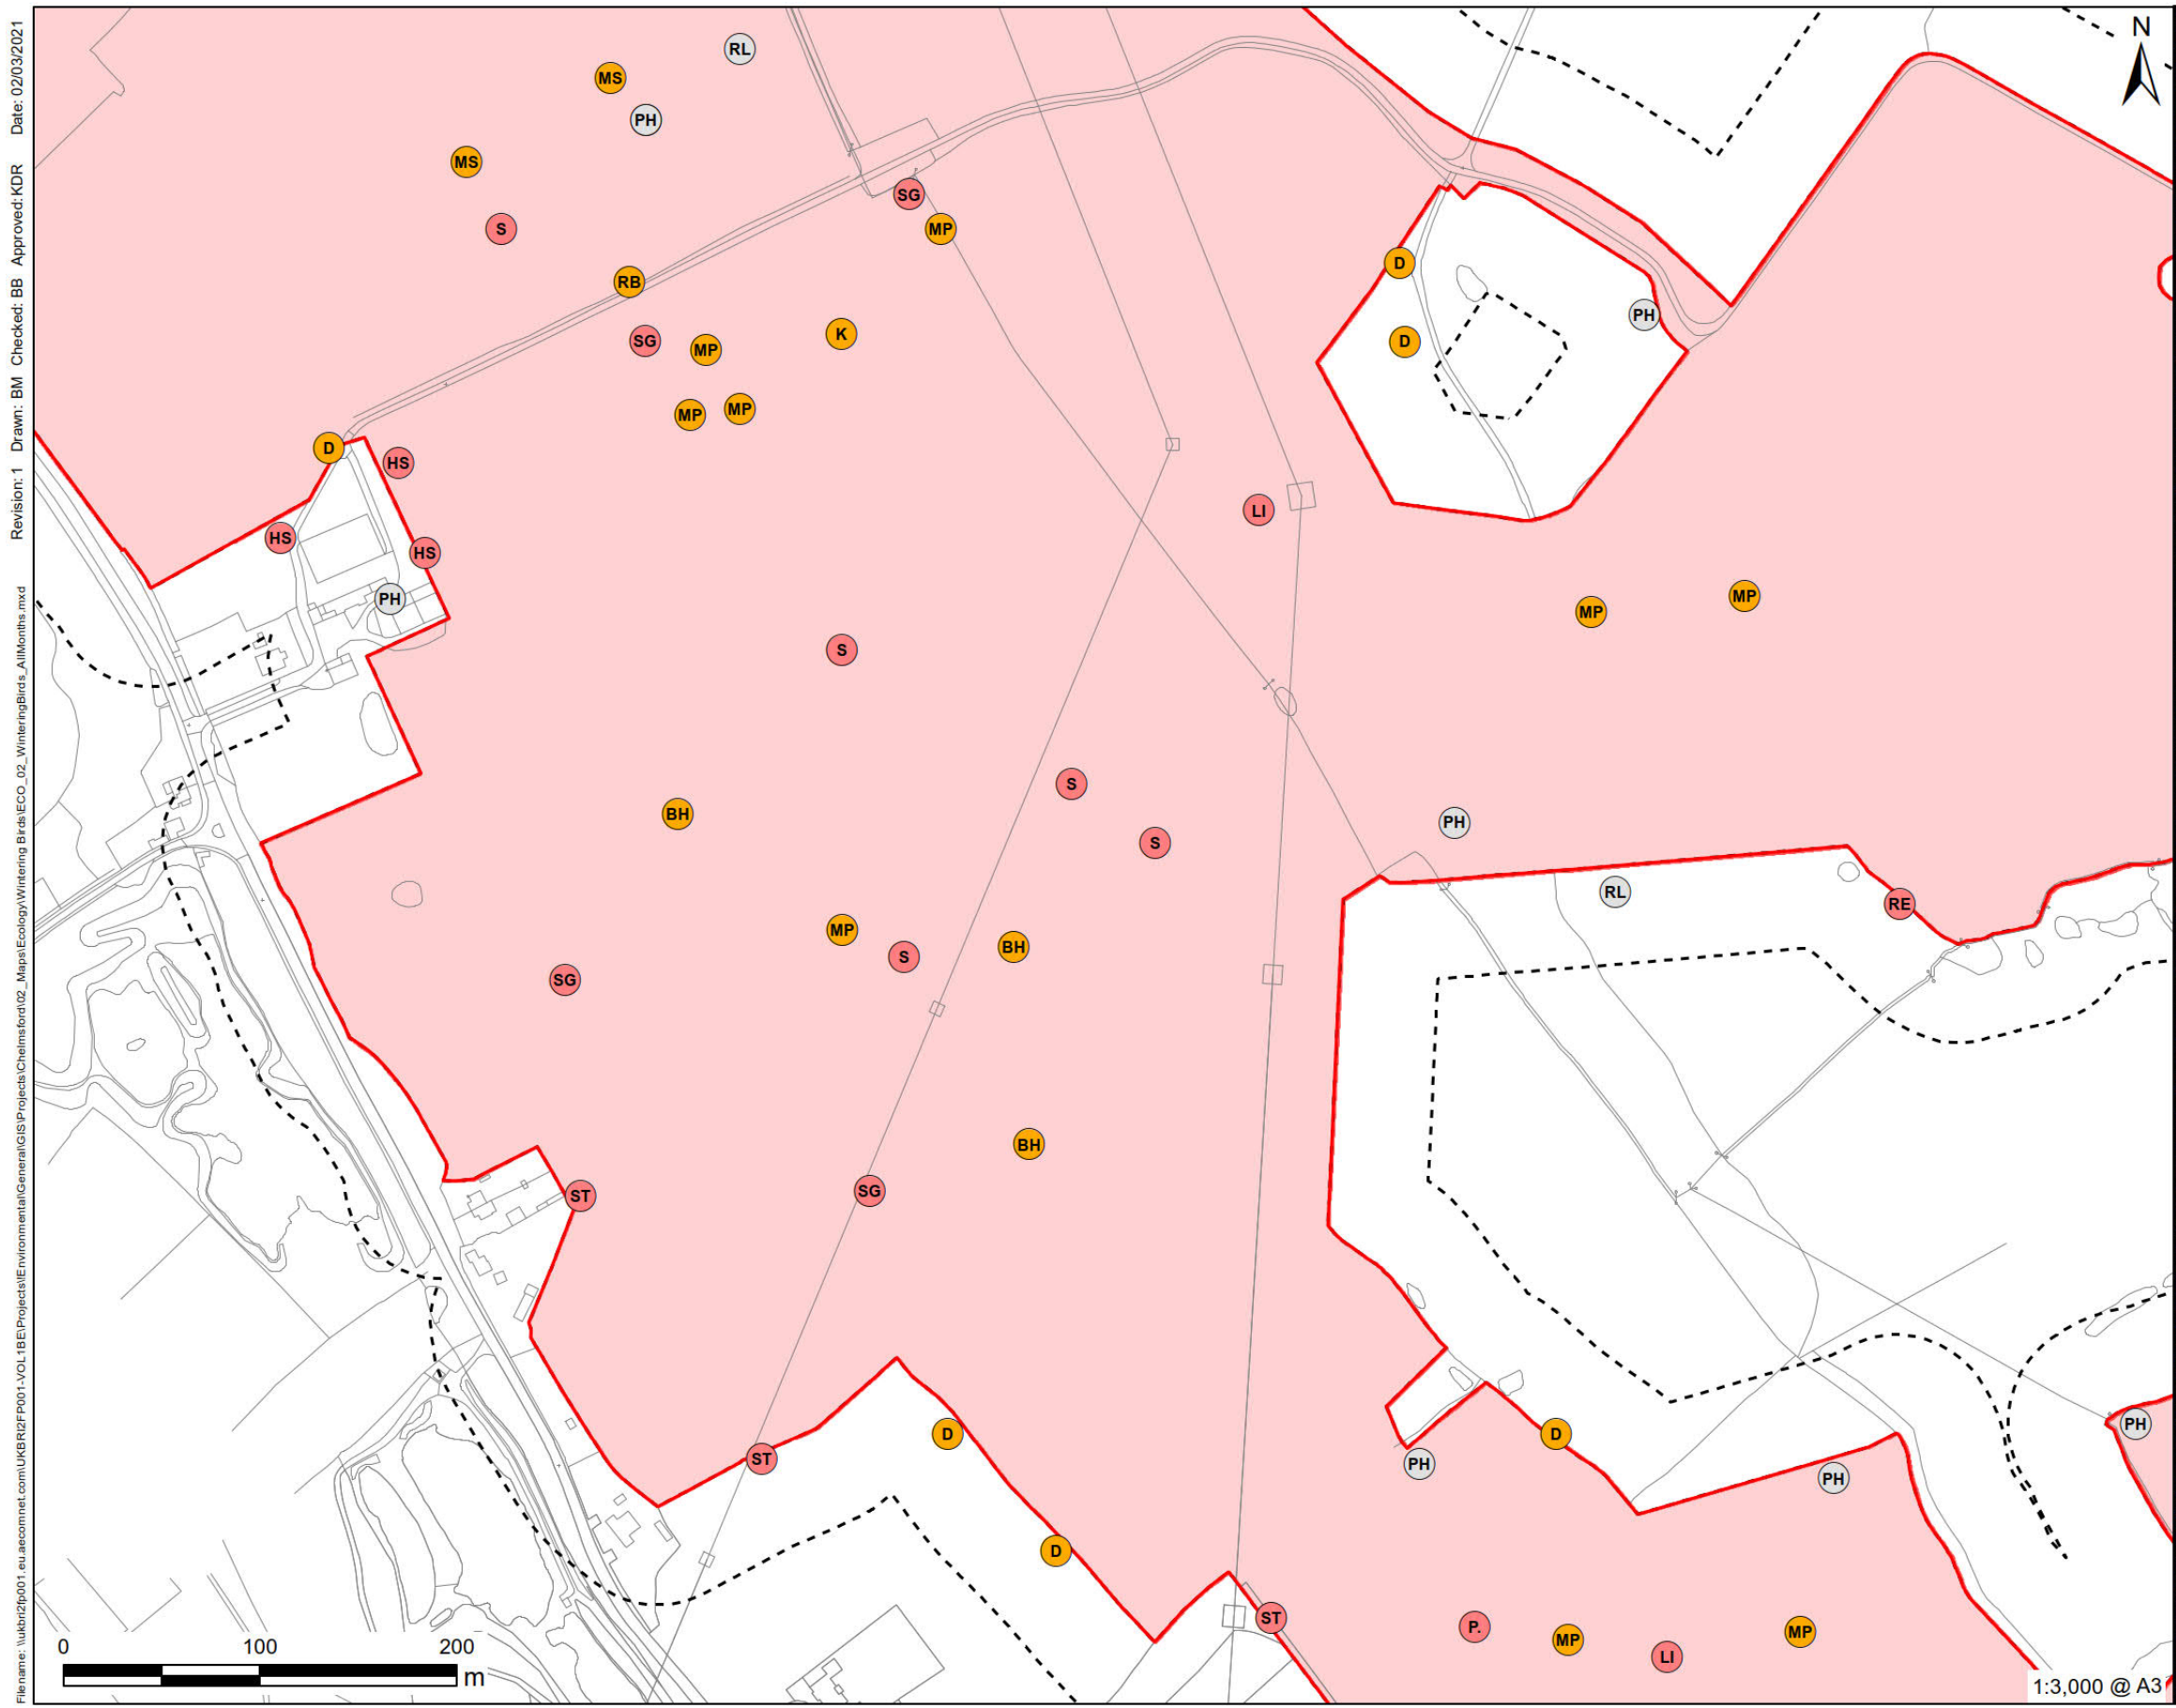 Date: 02/03/2021
Revision: 1 Drawn: BM Checked: BB Approved: KDR
Filename: \\ukbri2fp001.eu.aecomnet.com\UKBRI2FP001-VOL1BE\Projects\Environmental\General\GIS\Projects\Chelmsford\02_Maps\Ecology\Wintering Birds\ECO_02_WinteringBirds_AllMonths.mxd
N
RL
MS
PH
MS
SG
S
MP
D
RB
PH
K
SG
D
MP
MP
MP
D
HS
LI
HS
HS
PH
MP
MP
S
S
BH
PH
S
RL
RE
MP
BH
S
SG
BH
SG
ST
PH
D
D
ST
PH
PH
D
ST
P.
MP
MP
LI
0 100 200
m
1:3,000 @ A3